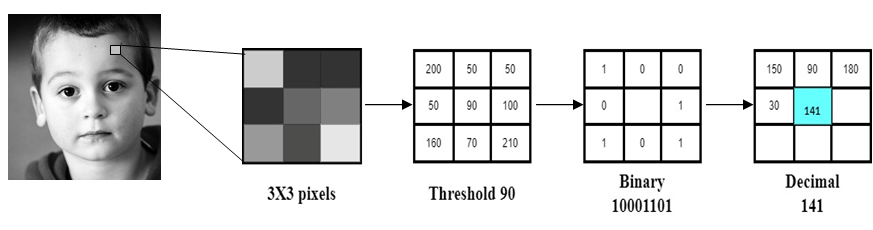 200 50 50
50 90 100
160 70 210
1 0 0
0 1
1 0 1
150 90 180
30 141
3X3 pixels
Threshold 90
Binary
10001101
Decimal
141